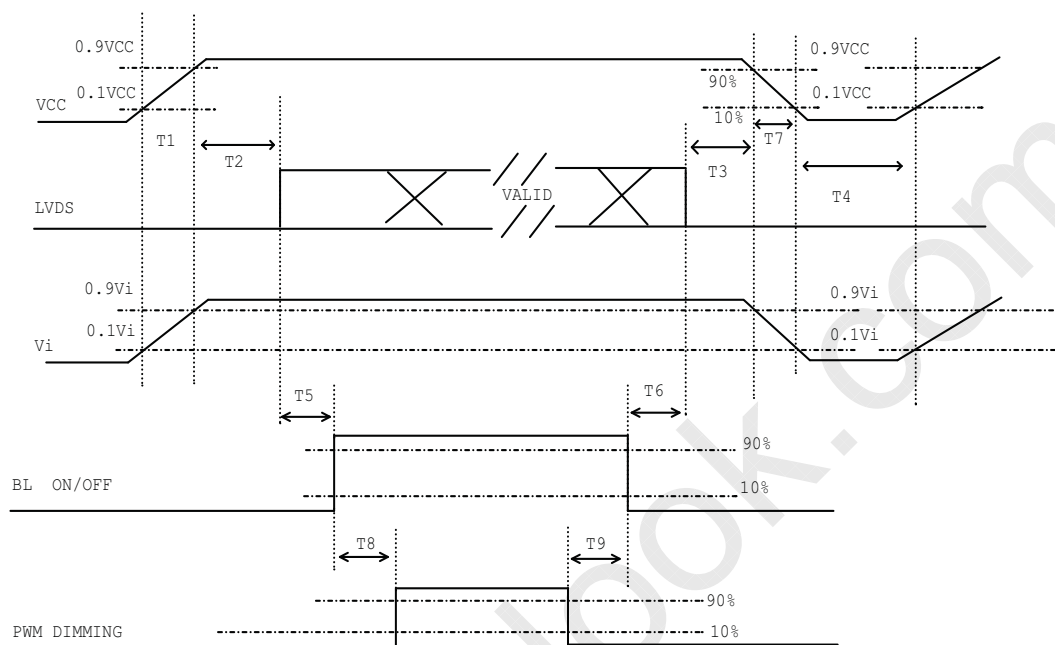 0.9VCC
0.9VCC
90%
0.1VCC
0.1VCC
VCC
10%
T1
T7
T2
T3
VALID
T4
LVDS
0.9Vi
0.9Vi
0.1Vi
0.1Vi
Vi
T5
T6
90%
BL ON/OFF
10%
T8
T9
90%
PWM DIMMING
10%
look.com